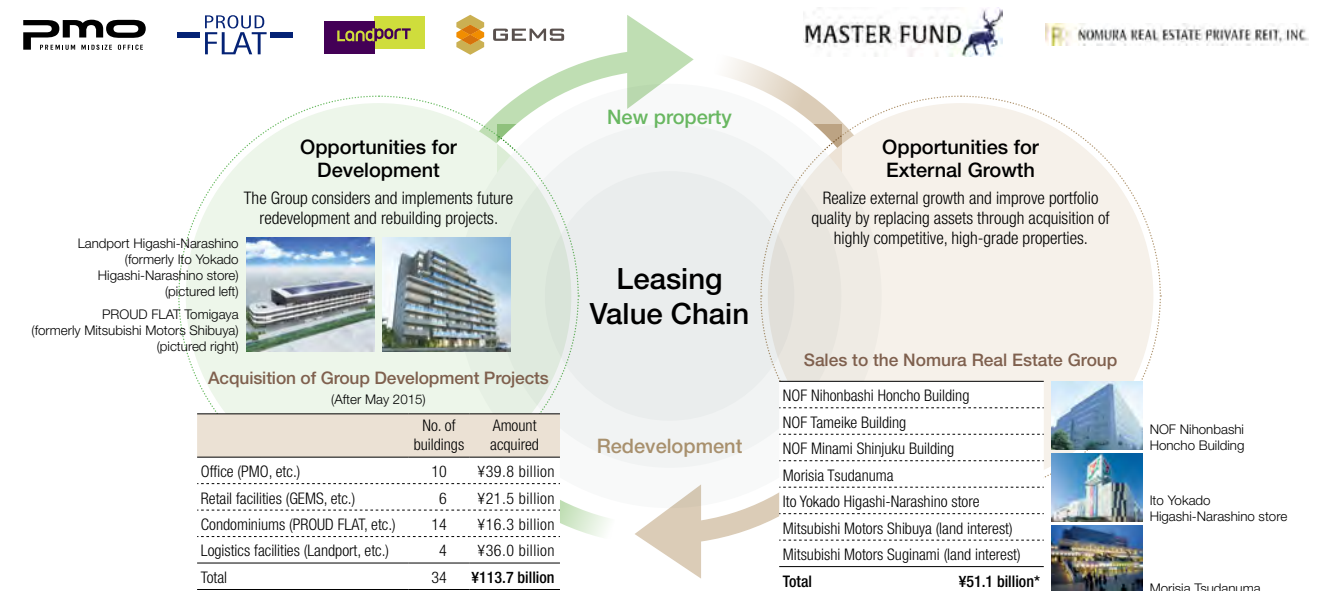 pmo
PREMIUM MIDSIZE OFFICE
PROUD
FLAT
Landport
GEMS
MASTER FUND
NOMURA REAL ESTATE PRIVATE REIT, INC.
New property
Opportunities for
Development
The Group considers and implements future
redevelopment and rebuilding projects.
Landport Higashi-Narashino
(formerly Ito Yokado
Higashi-Narashino store)
(pictured left)
PROUD FLAT Tomigaya
(formerly Mitsubishi Motors Shibuya)
(pictured right)
Acquisition of Group Development Projects
(After May 2015)
No. of Amount
buildings acquired
Office (PMO, etc.) 10 ¥39.8 billion
Retail facilities (GEMS, etc.) 6 ¥21.5 billion
Condominiums (PROUD FLAT, etc.) 14 ¥16.3 billion
Logistics facilities (Landport, etc.) 4 ¥36.0 billion
Total 34 ¥113.7 billion
Leasing
Value Chain
Redevelopment
Opportunities for
External Growth
Realize external growth and improve portfolio
quality by replacing assets through acquisition of
highly competitive, high-grade properties.
Sales to the Nomura Real Estate Group
NOF Nihonbashi Honcho Building
NOF Tameike Building
NOF Minami Shinjuku Building
Morisia Tsudanuma
Ito Yokado Higashi-Narashino store
Mitsubishi Motors Shibuya (land interest)
Mitsubishi Motors Suginami (land interest)
Total ¥51.1 billion*
NOF Nihonbashi
Honcho Building
Ito Yokado
Higashi-Narashino store
Morisia Tsudanuma